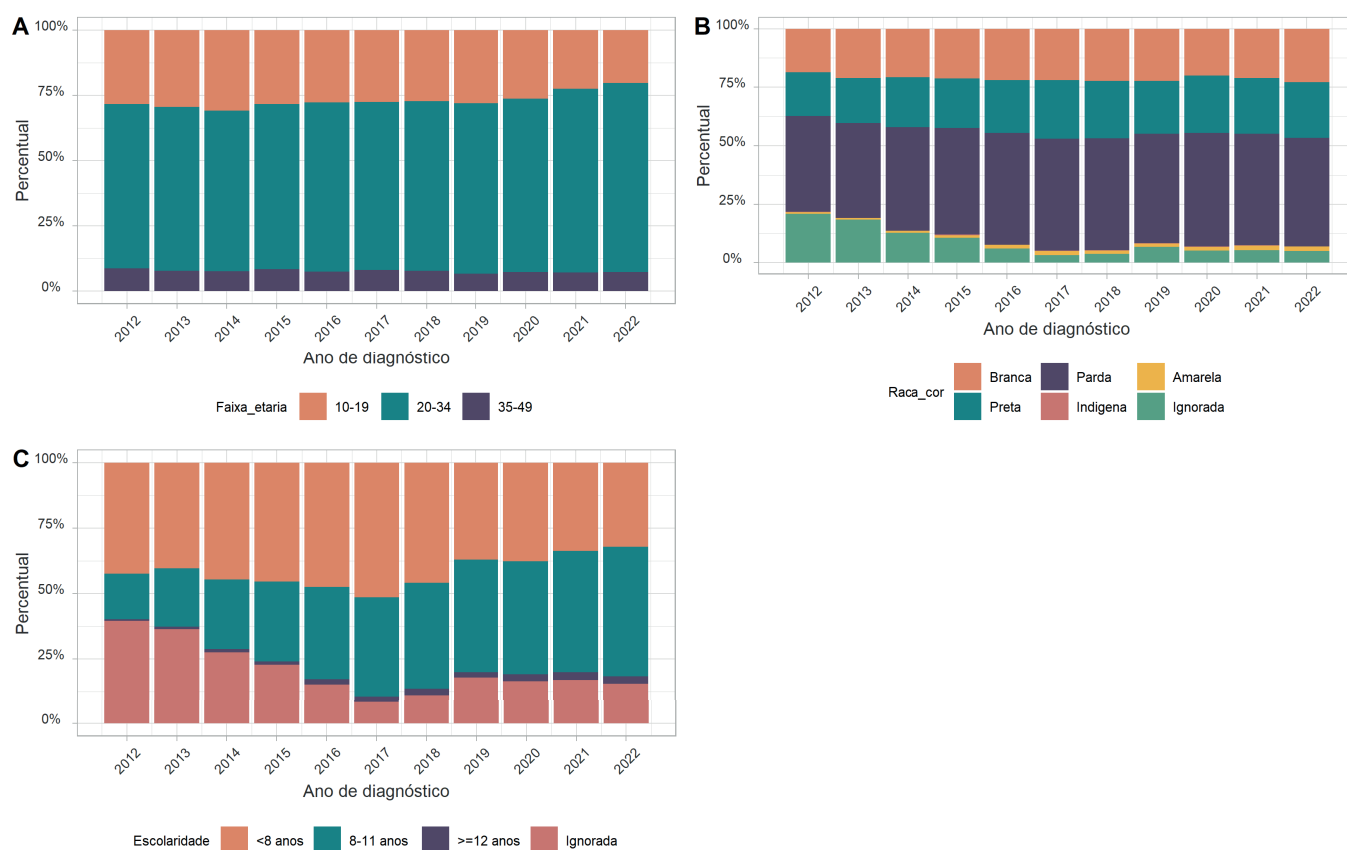 A
Percentual
100%
75%
50%
25%
0%
2012 2013 2014 2015 2016 2017 2018 2019 2020 2021 2022
Ano de diagnóstico
Faixa_etaria 10-19 20-34 35-49
B
Percentual
100%
75%
50%
25%
0%
2012 2013 2014 2015 2016 2017 2018 2019 2020 2021 2022
Ano de diagnóstico
Raca_cor
Branca Parda Amarela
Preta Indigena Ignorada
C
Percentual
100%
75%
50%
25%
0%
2012 2013 2014 2015 2016 2017 2018 2019 2020 2021 2022
Ano de diagnóstico
Escolaridade <8 anos 8-11 anos >=12 anos Ignorada